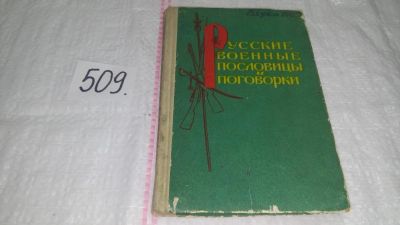 509.
Русские
военные
пословицы
и
поговорки